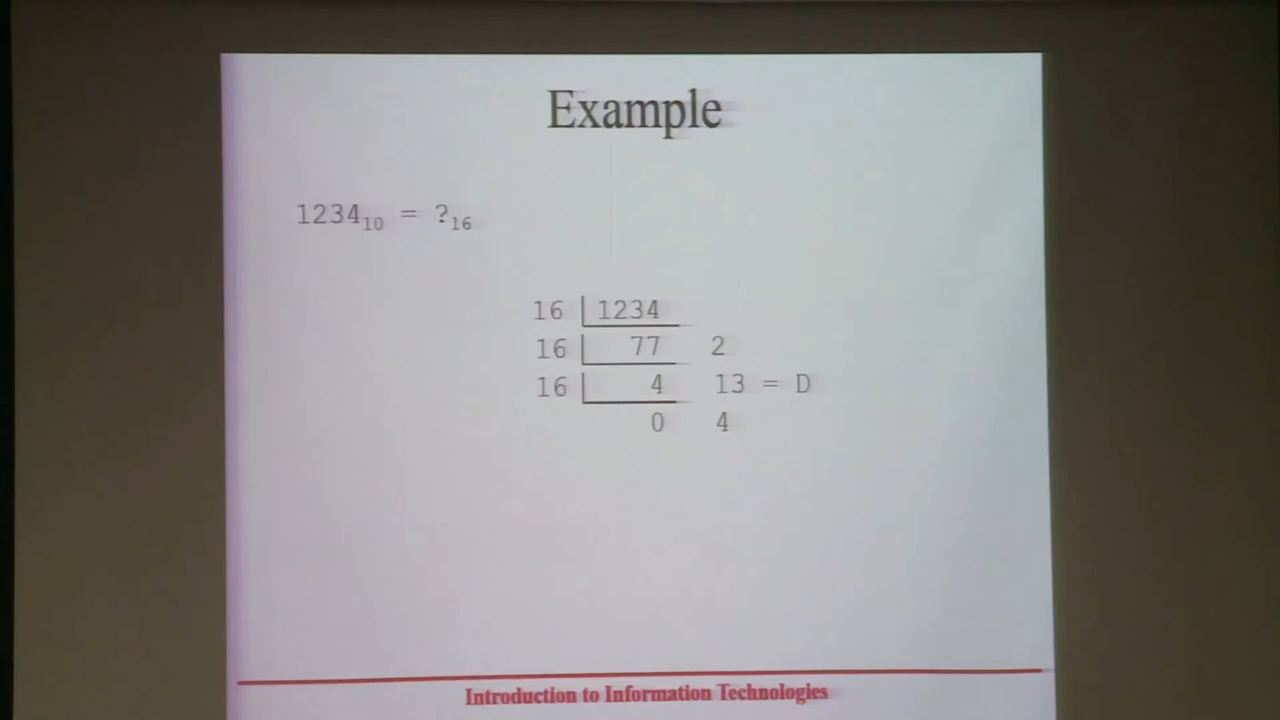 Example
1234₁₀ = ?₁₆
16 | 1234
16 | 77 2
16 | 4 13 = D
0 4
Introduction to Information Technologies